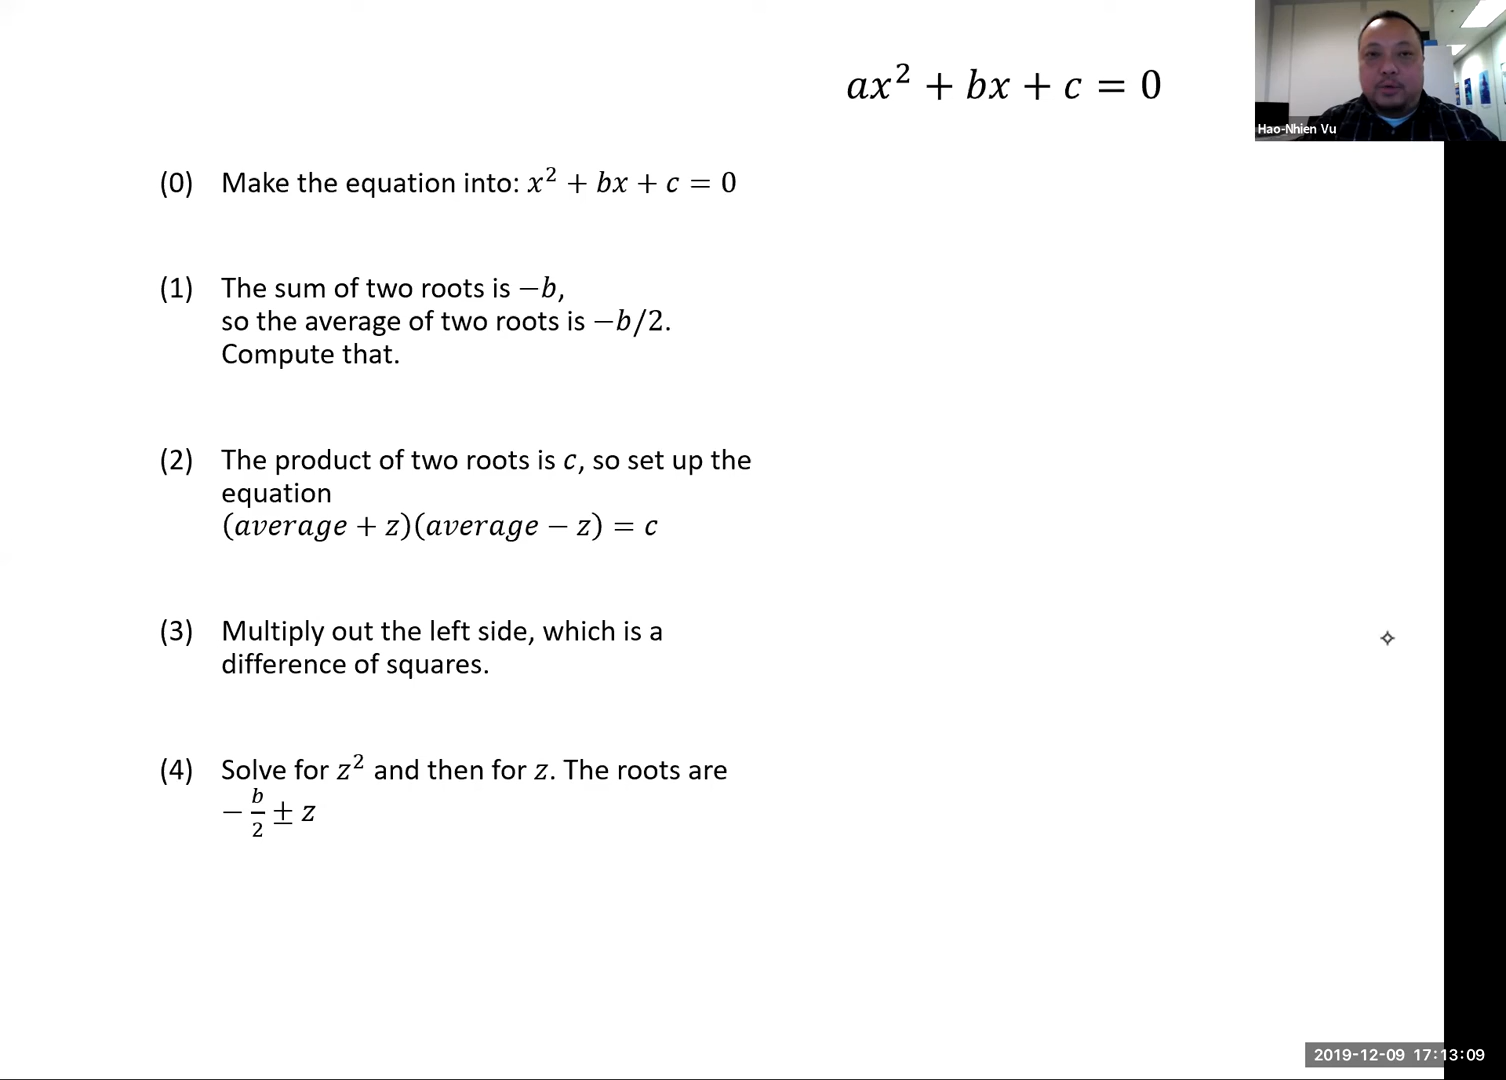 ax² + bx + c = 0
Hao-Nhien Vu
(0) Make the equation into: x² + bx + c = 0
(1) The sum of two roots is −b,
so the average of two roots is −b/2.
Compute that.
(2) The product of two roots is c, so set up the
equation
(average + z)(average − z) = c
(3) Multiply out the left side, which is a
difference of squares.
(4) Solve for z² and then for z. The roots are
−b/2 ± z
2019-12-09 17:13:09